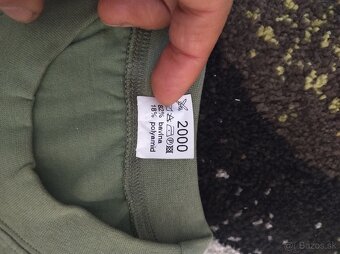 2000
82% bavlna
18% polyamid
Bazos.sk